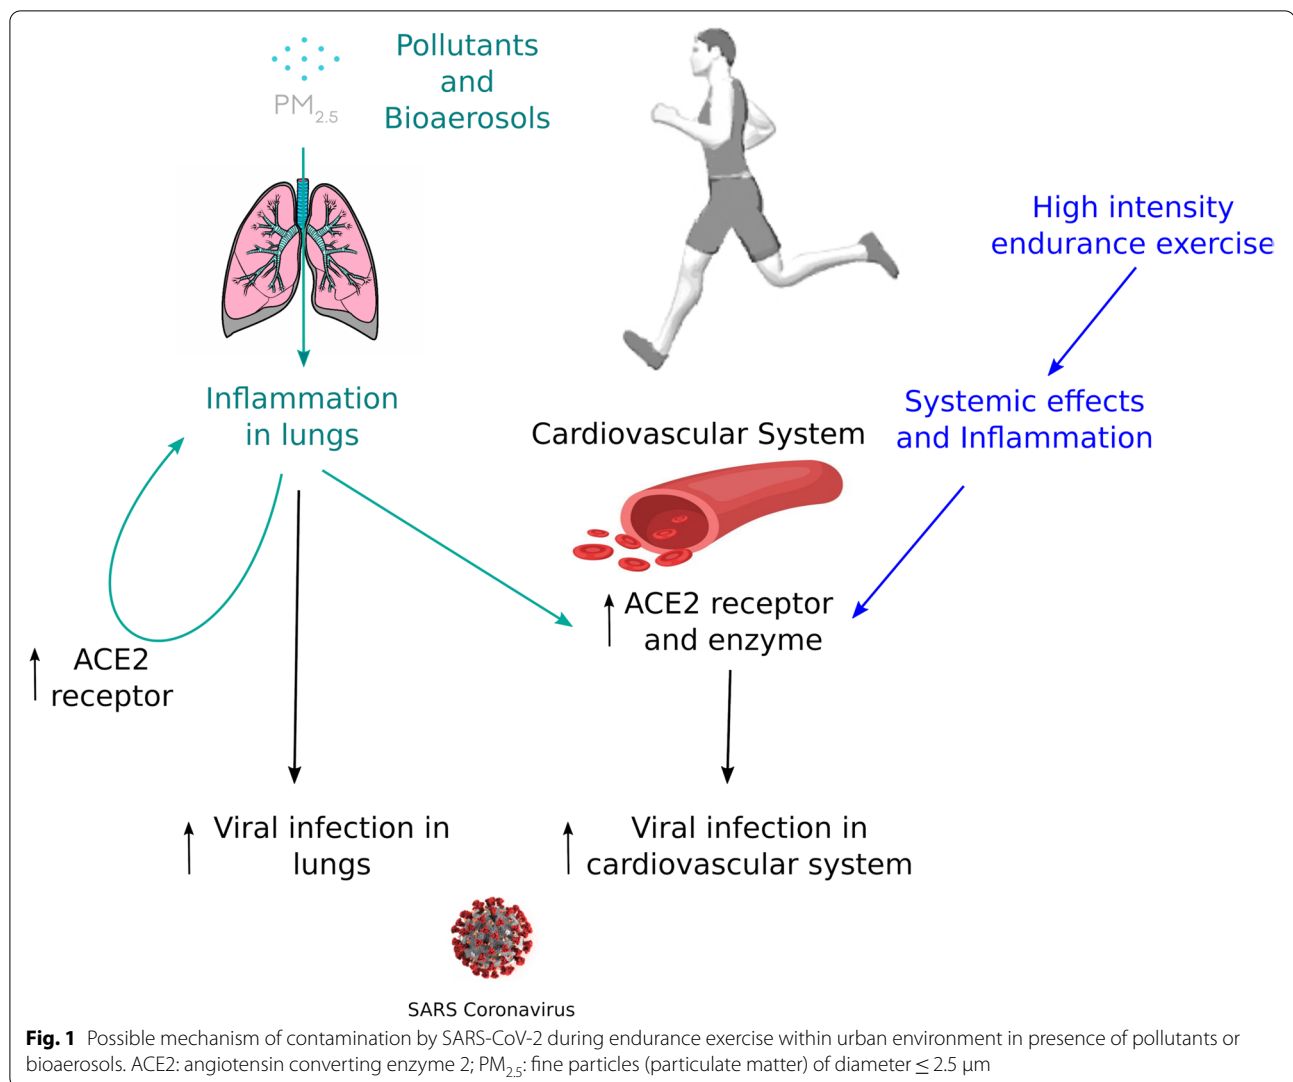 Pollutants
and
Bioaerosols
PM2.5
High intensity
endurance exercise
Inflammation
in lungs
Systemic effects
and Inflammation
Cardiovascular System
↑ ACE2 receptor
and enzyme
↑ ACE2
receptor
↑ Viral infection in
lungs
↑ Viral infection in
cardiovascular system
SARS Coronavirus
Fig. 1 Possible mechanism of contamination by SARS-CoV-2 during endurance exercise within urban environment in presence of pollutants or
bioaerosols. ACE2: angiotensin converting enzyme 2; PM2.5: fine particles (particulate matter) of diameter ≤ 2.5 μm